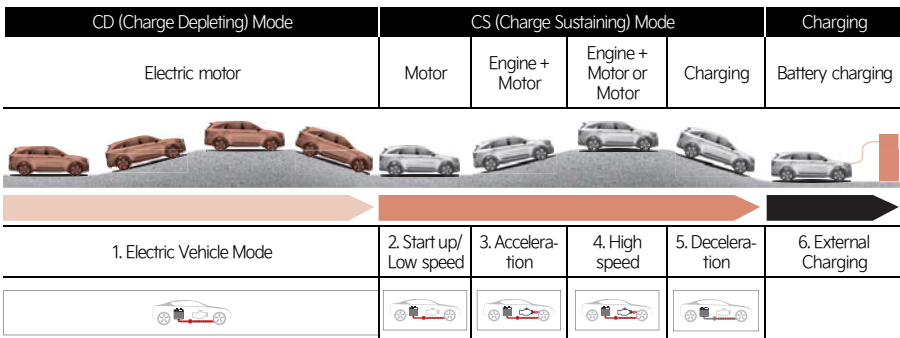 CD (Charge Depleting) Mode
CS (Charge Sustaining) Mode
Charging
Electric motor
Motor
Engine +
Motor
Engine +
Motor or
Motor
Charging
Battery charging
1. Electric Vehicle Mode
2. Start up/
Low speed
3. Accelera-
tion
4. High
speed
5. Decelera-
tion
6. External
Charging